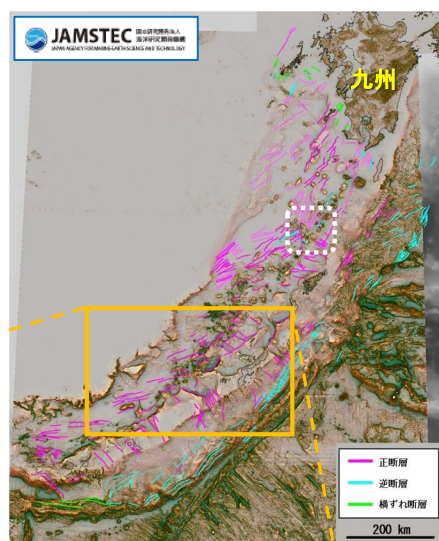 JAMSTEC
国立研究開発法人
海洋研究開発機構
JAPAN AGENCY FOR MARINE-EARTH SCIENCE AND TECHNOLOGY
九州
正断層
逆断層
横ずれ断層
200 km